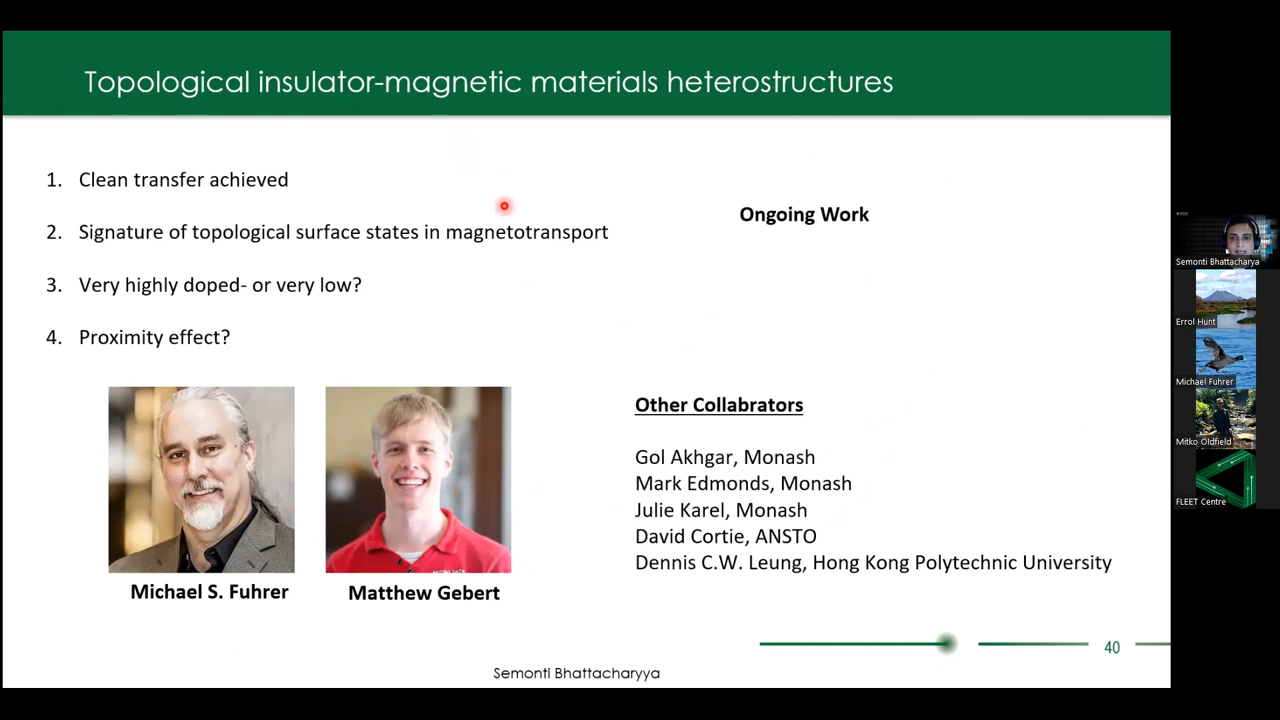 Topological insulator-magnetic materials heterostructures
1. Clean transfer achieved
2. Signature of topological surface states in magnetotransport
3. Very highly doped- or very low?
4. Proximity effect?
Ongoing Work
Michael S. Fuhrer
Matthew Gebert
Other Collabrators
Gol Akhgar, Monash
Mark Edmonds, Monash
Julie Karel, Monash
David Cortie, ANSTO
Dennis C.W. Leung, Hong Kong Polytechnic University
40
Semonti Bhattacharyya
Semonti Bhattacharya
Errol Hunt
Michael Fuhrer
Mitko Oldfield
FLEET Centre